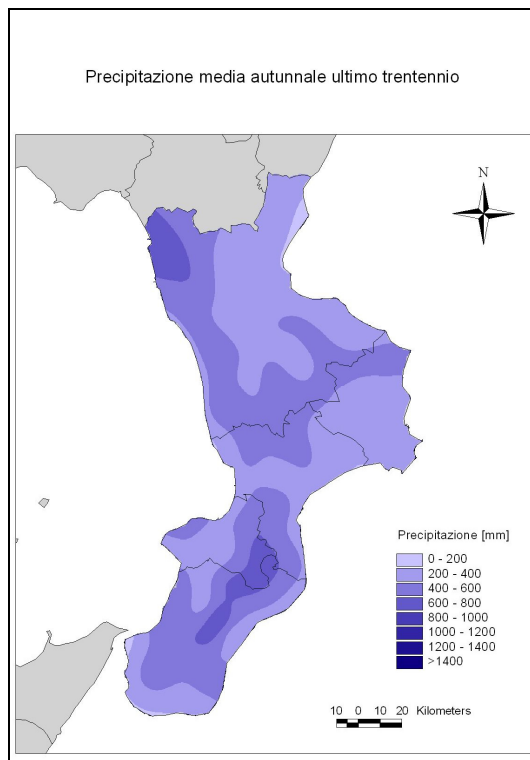 Precipitazione media autunnale ultimo trentennio
N
Precipitazione [mm]
0 - 200
200 - 400
400 - 600
600 - 800
800 - 1000
1000 - 1200
1200 - 1400
>1400
10 0 10 20 Kilometers